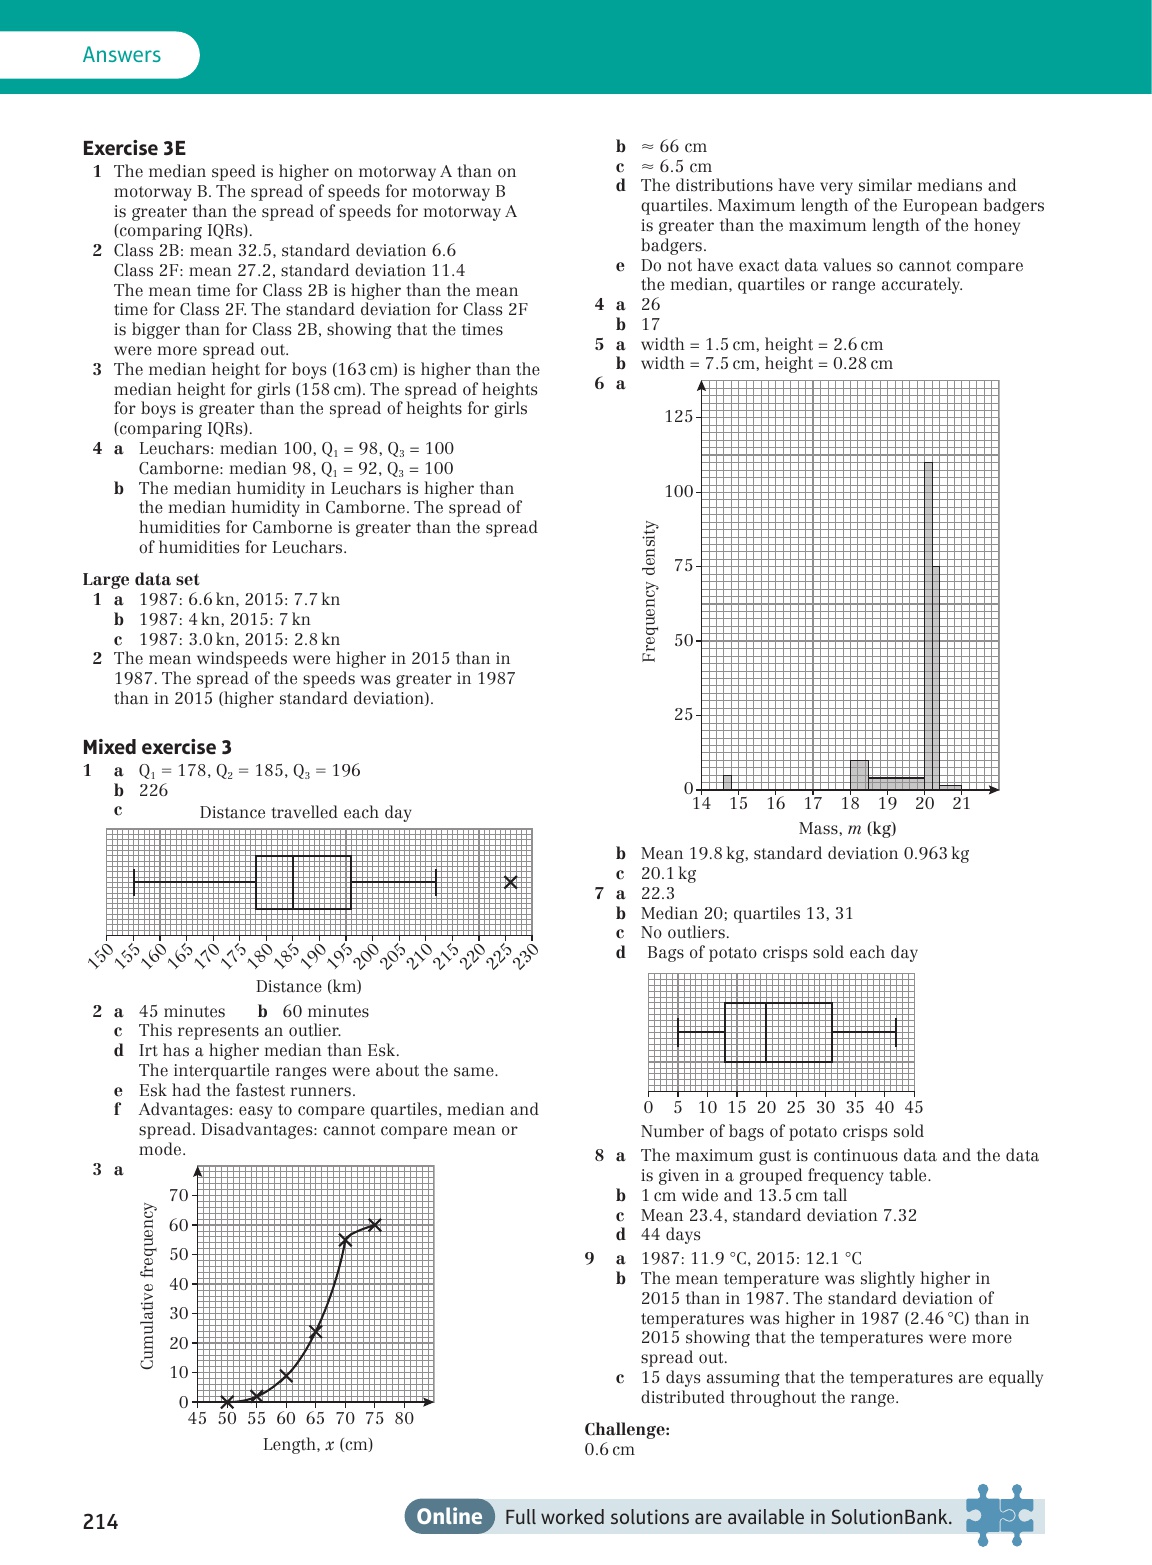 Answers
Exercise 3E
1 The median speed is higher on motorway A than on
motorway B. The spread of speeds for motorway B
is greater than the spread of speeds for motorway A
(comparing IQRs).
2 Class 2B: mean 32.5, standard deviation 6.6
Class 2F: mean 27.2, standard deviation 11.4
The mean time for Class 2B is higher than the mean
time for Class 2F. The standard deviation for Class 2F
is bigger than for Class 2B, showing that the times
were more spread out.
3 The median height for boys (163 cm) is higher than the
median height for girls (158 cm). The spread of heights
for boys is greater than the spread of heights for girls
(comparing IQRs).
4 a Leuchars: median 100, Q₁ = 98, Q₃ = 100
Camborne: median 98, Q₁ = 92, Q₃ = 100
b The median humidity in Leuchars is higher than
the median humidity in Camborne. The spread of
humidities for Camborne is greater than the spread
of humidities for Leuchars.
Large data set
1 a 1987: 6.6 kn, 2015: 7.7 kn
b 1987: 4 kn, 2015: 7 kn
c 1987: 3.0 kn, 2015: 2.8 kn
2 The mean windspeeds were higher in 2015 than in
1987. The spread of the speeds was greater in 1987
than in 2015 (higher standard deviation).
Mixed exercise 3
1 a Q₁ = 178, Q₂ = 185, Q₃ = 196
b 226
c Distance travelled each day
150 155 160 165 170 175 180 185 190 195 200 205 210 215 220 225 230
Distance (km)
2 a 45 minutes b 60 minutes
c This represents an outlier.
d Irt has a higher median than Esk.
The interquartile ranges were about the same.
e Esk had the fastest runners.
f Advantages: easy to compare quartiles, median and
spread. Disadvantages: cannot compare mean or
mode.
3 a
Cumulative frequency
70
60
50
40
30
20
10
0
45 50 55 60 65 70 75 80
Length, x (cm)
b ≈ 66 cm
c ≈ 6.5 cm
d The distributions have very similar medians and
quartiles. Maximum length of the European badgers
is greater than the maximum length of the honey
badgers.
e Do not have exact data values so cannot compare
the median, quartiles or range accurately.
4 a 26
b 17
5 a width = 1.5 cm, height = 2.6 cm
b width = 7.5 cm, height = 0.28 cm
6 a
Frequency density
125
100
75
50
25
0
14 15 16 17 18 19 20 21
Mass, m (kg)
b Mean 19.8 kg, standard deviation 0.963 kg
c 20.1 kg
7 a 22.3
b Median 20; quartiles 13, 31
c No outliers.
d Bags of potato crisps sold each day
0 5 10 15 20 25 30 35 40 45
Number of bags of potato crisps sold
8 a The maximum gust is continuous data and the data
is given in a grouped frequency table.
b 1 cm wide and 13.5 cm tall
c Mean 23.4, standard deviation 7.32
d 44 days
9 a 1987: 11.9 °C, 2015: 12.1 °C
b The mean temperature was slightly higher in
2015 than in 1987. The standard deviation of
temperatures was higher in 1987 (2.46 °C) than in
2015 showing that the temperatures were more
spread out.
c 15 days assuming that the temperatures are equally
distributed throughout the range.
Challenge:
0.6 cm
214
Online Full worked solutions are available in SolutionBank.